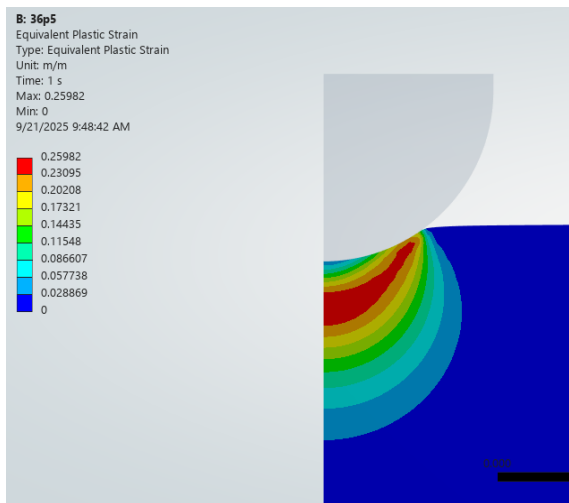 B: 36p5
Equivalent Plastic Strain
Type: Equivalent Plastic Strain
Unit: m/m
Time: 1 s
Max: 0.25982
Min: 0
9/21/2025 9:48:42 AM
0.25982
0.23095
0.20208
0.17321
0.14435
0.11548
0.086607
0.057738
0.028869
0